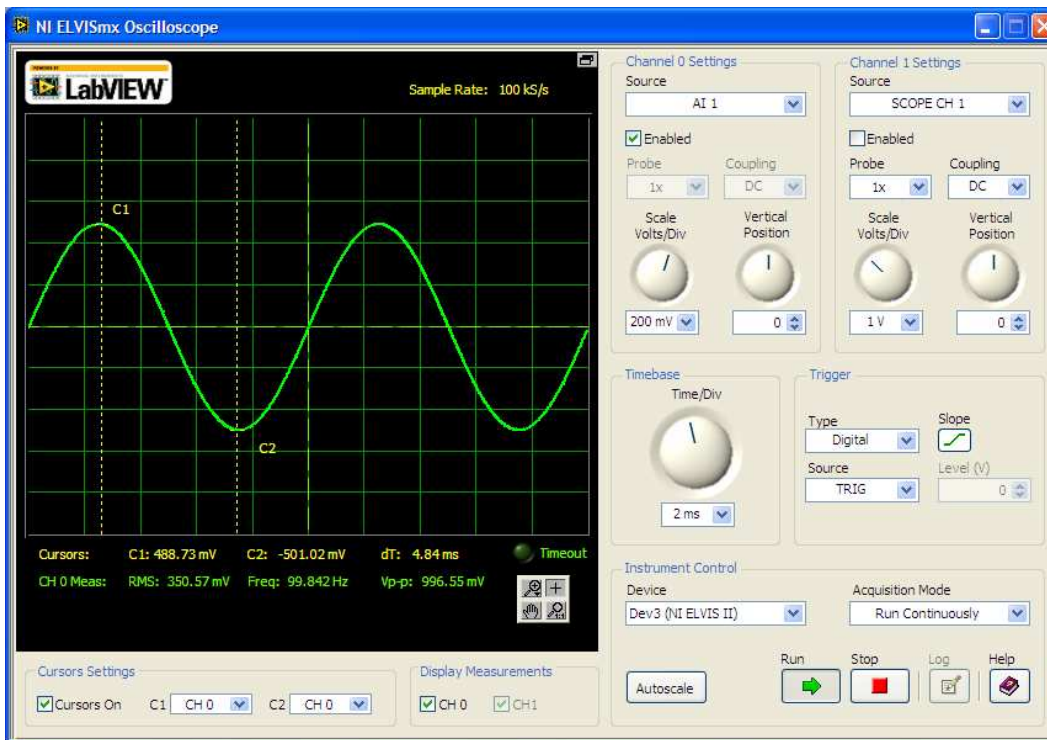 NI ELVISmx Oscilloscope
LabVIEW™
Sample Rate: 100 kS/s
C1
C2
Cursors: C1: 488.73 mV C2: -501.02 mV dT: 4.84 ms Timeout
CH 0 Meas: RMS: 350.57 mV Freq: 99.842 Hz Vp-p: 996.55 mV
Cursors Settings
Cursors On C1 CH 0 C2 CH 0
Display Measurements
CH 0 CH1
Channel 0 Settings
Source
AI 1
Enabled
Probe Coupling
1x DC
Scale Volts/Div
Vertical Position
200 mV 0
Channel 1 Settings
Source
SCOPE CH 1
Enabled
Probe Coupling
1x DC
Scale Volts/Div
Vertical Position
1 V 0
Timebase
Time/Div
2 ms
Trigger
Type Slope
Digital
Source Level (V)
TRIG 0
Instrument Control
Device Acquisition Mode
Dev3 (NI ELVIS II) Run Continuously
Run Stop Log Help
Autoscale